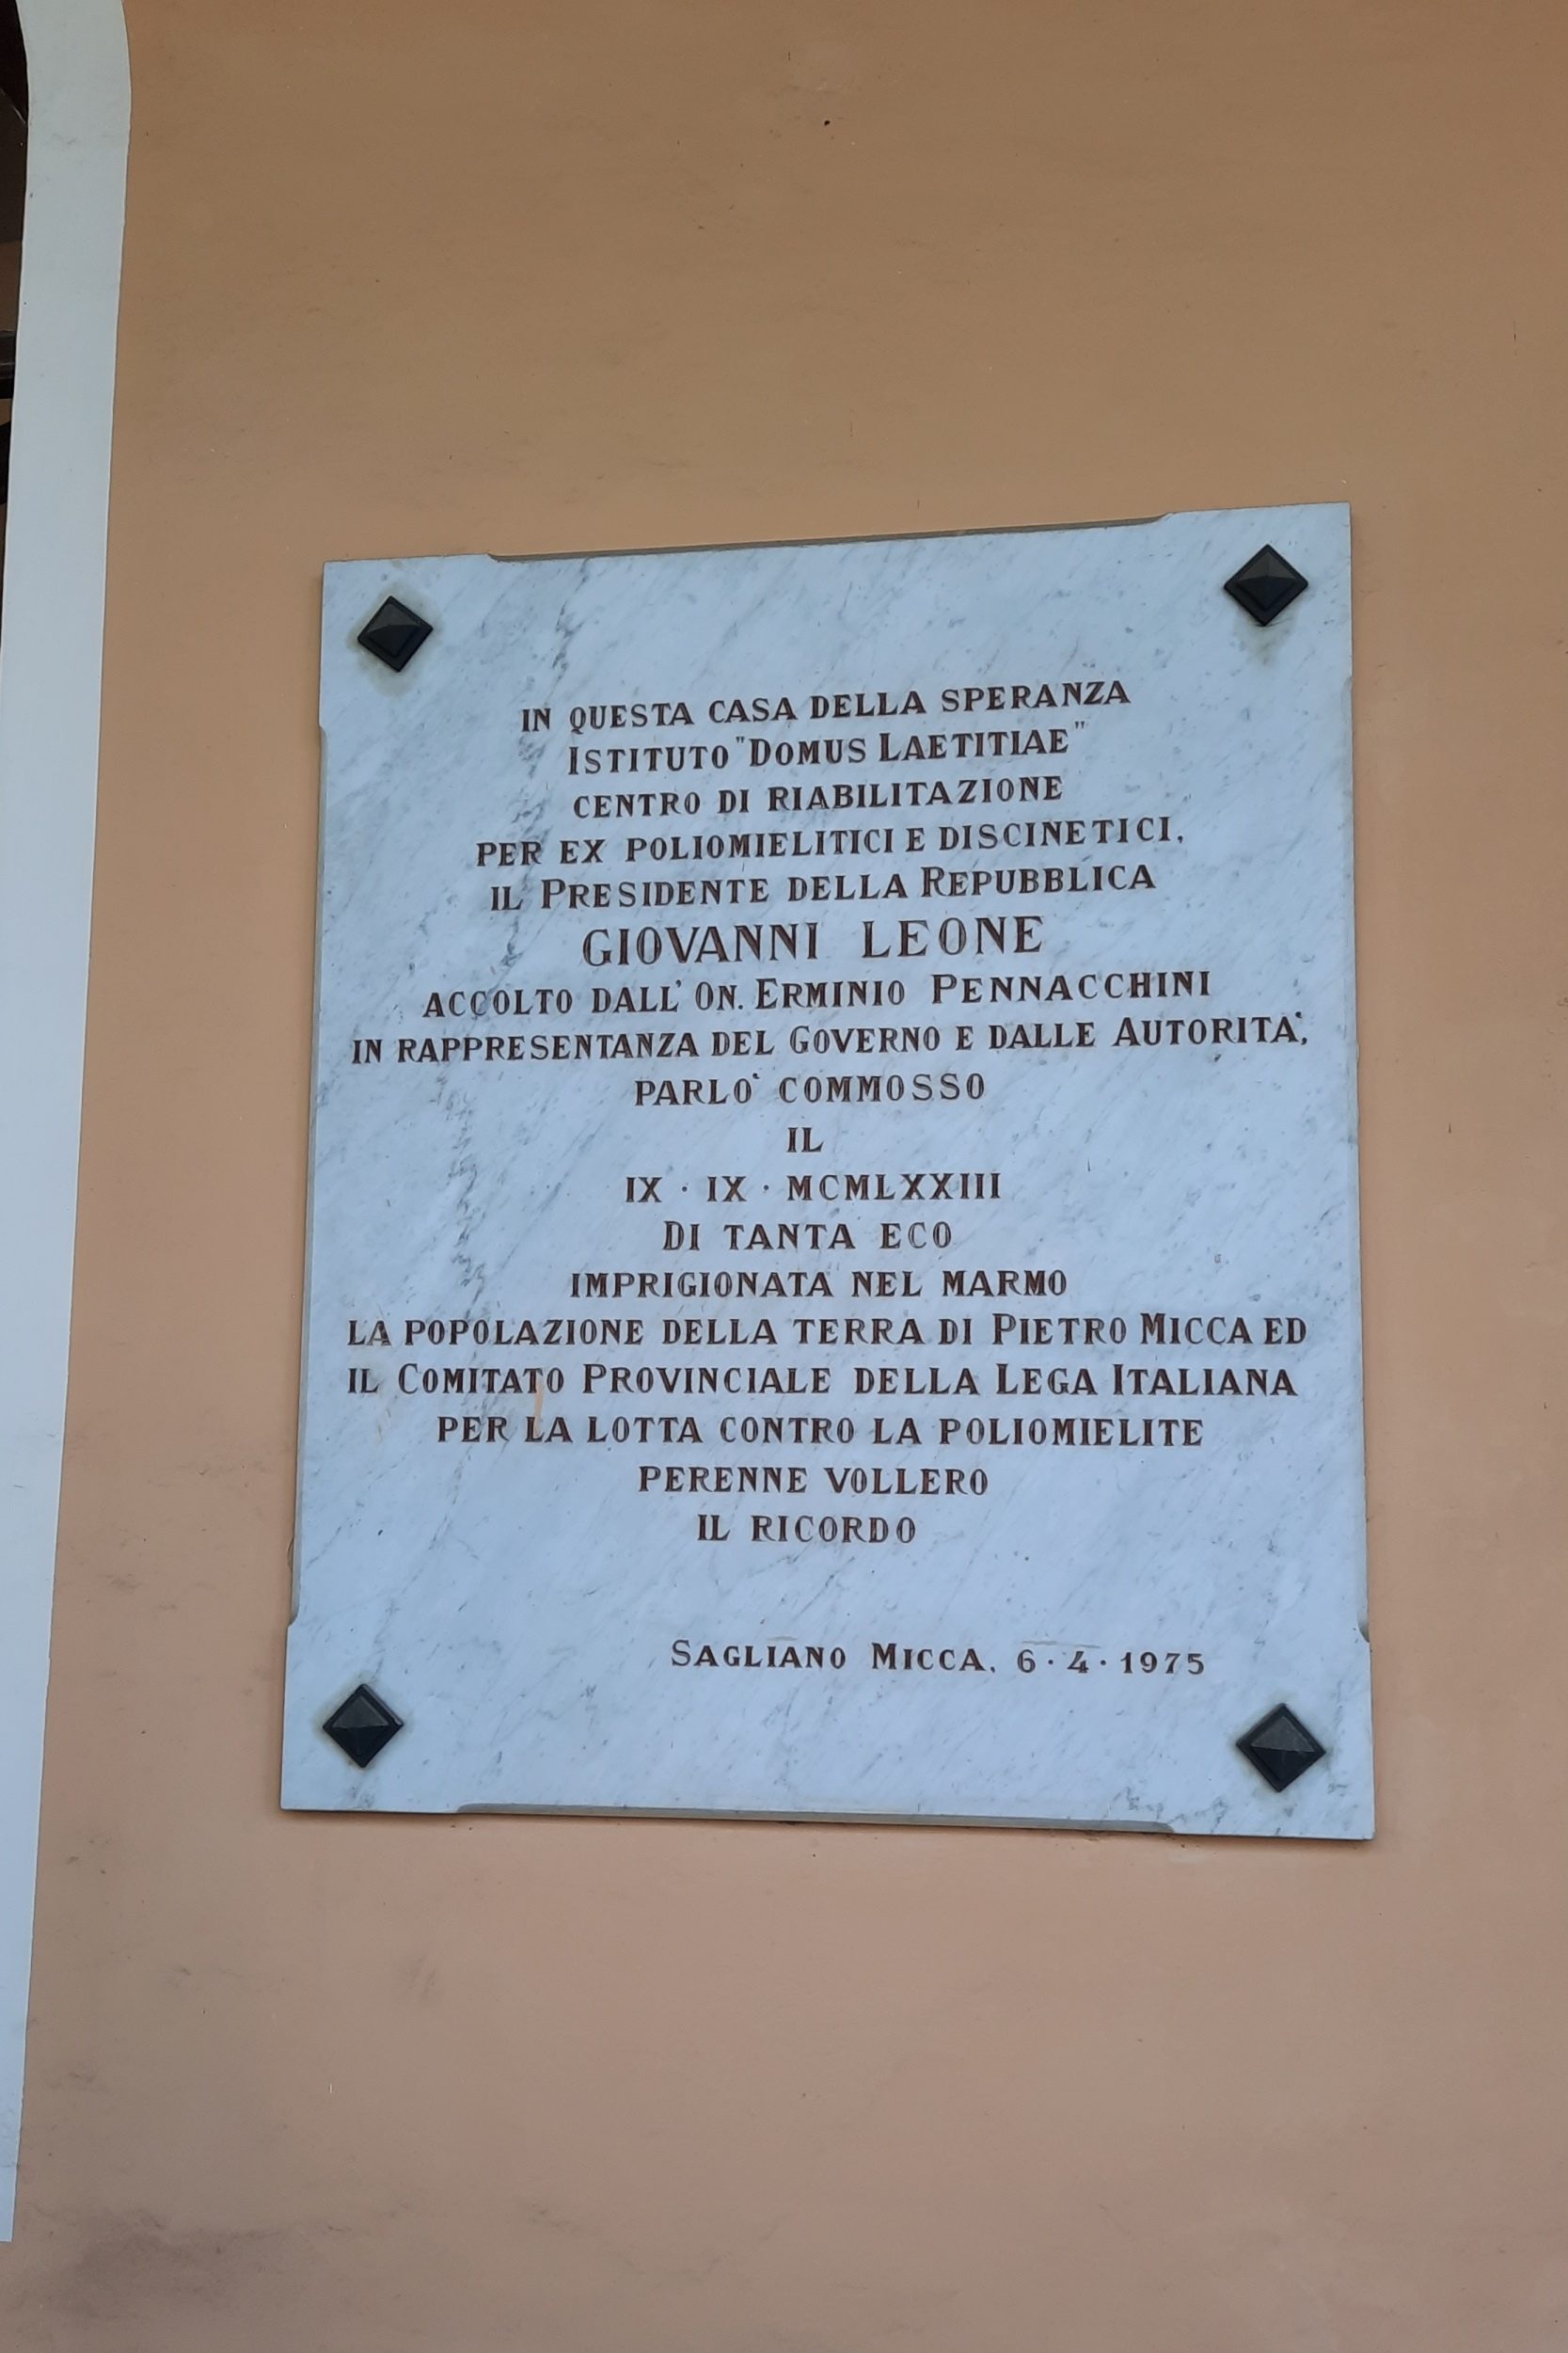 IN QUESTA CASA DELLA SPERANZA
ISTITUTO "DOMUS LAETITIAE"
CENTRO DI RIABILITAZIONE
PER EX POLIOMIELITICI E DISCINETICI,
IL PRESIDENTE DELLA REPUBBLICA
GIOVANNI LEONE
ACCOLTO DALL' ON. ERMINIO PENNACCHINI
IN RAPPRESENTANZA DEL GOVERNO E DALLE AUTORITA',
PARLO' COMMOSSO
IL
IX · IX · MCMLXXIII
DI TANTA ECO
IMPRIGIONATA NEL MARMO
LA POPOLAZIONE DELLA TERRA DI PIETRO MICCA ED
IL COMITATO PROVINCIALE DELLA LEGA ITALIANA
PER LA LOTTA CONTRO LA POLIOMIELITE
PERENNE VOLLERO
IL RICORDO
SAGLIANO MICCA, 6·4·1975